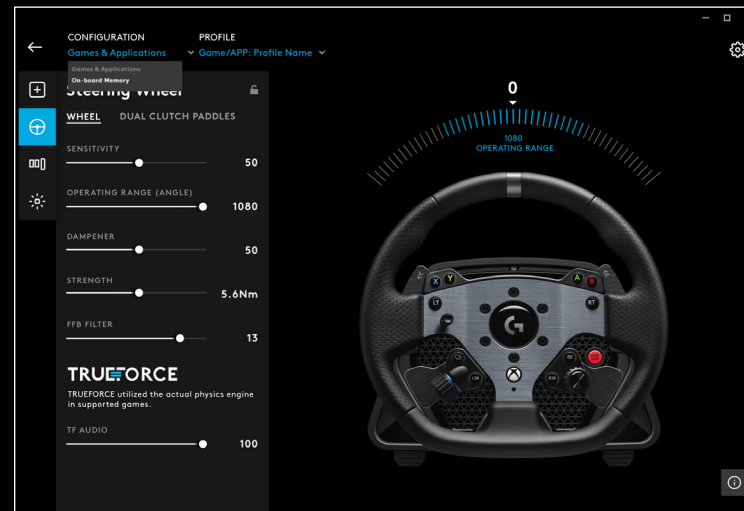 CONFIGURATION
PROFILE
Games & Applications
Game/APP: Profile Name
Games & Applications
On-board Memory
Steering Wheel
WHEEL
DUAL CLUTCH PADDLES
SENSITIVITY
50
OPERATING RANGE (ANGLE)
1080
DAMPENER
50
STRENGTH
5.6Nm
FFB FILTER
13
TRUEFORCE
TRUEFORCE utilized the actual physics engine
in supported games.
TF AUDIO
100
0
1080
OPERATING RANGE
X
Y
A
B
LT
RT
G
LSB
RSB